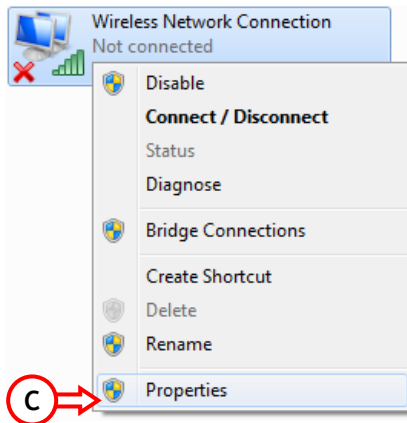 Wireless Network Connection
Not connected
Disable
Connect / Disconnect
Status
Diagnose
Bridge Connections
Create Shortcut
Delete
Rename
C
Properties